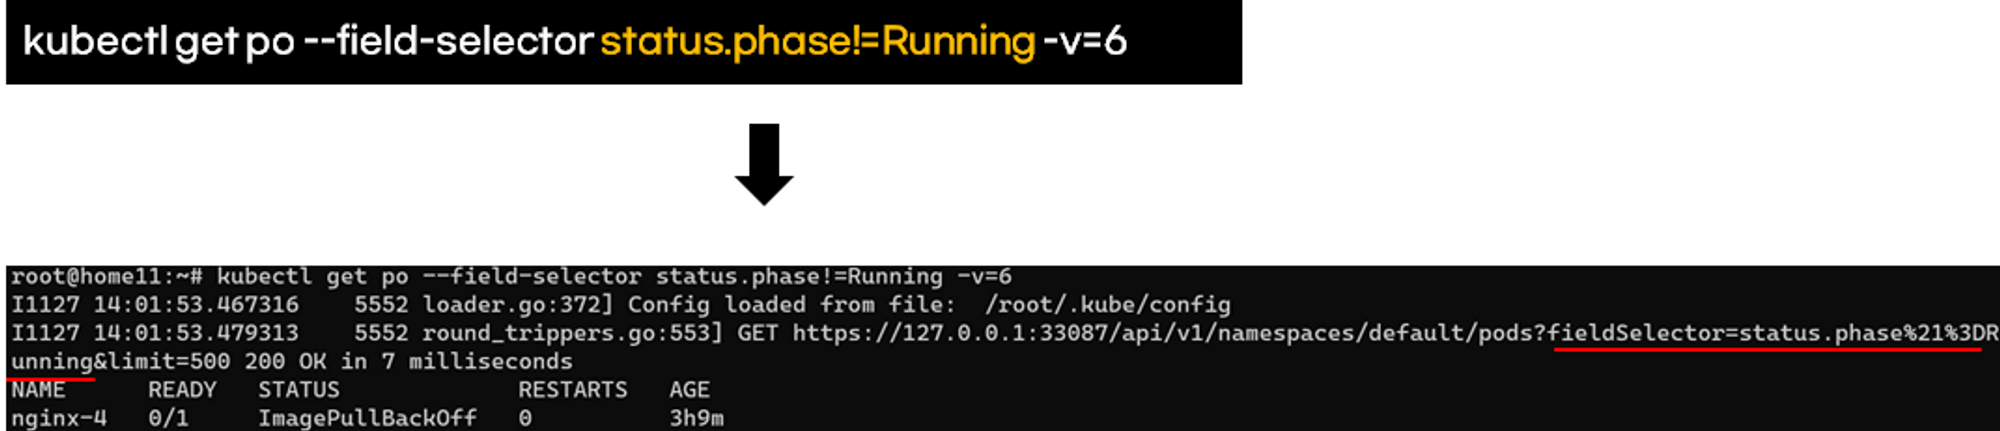 kubectl get po --field-selector status.phase!=Running -v=6
root@home11:~# kubectl get po --field-selector status.phase!=Running -v=6
I1127 14:01:53.467316    5552 loader.go:372] Config loaded from file:  /root/.kube/config
I1127 14:01:53.479313    5552 round_trippers.go:553] GET https://127.0.0.1:33087/api/v1/namespaces/default/pods?fieldSelector=status.phase%21%3DR
unning&limit=500 200 OK in 7 milliseconds
NAME      READY   STATUS             RESTARTS   AGE
nginx-4   0/1     ImagePullBackOff   0          3h9m